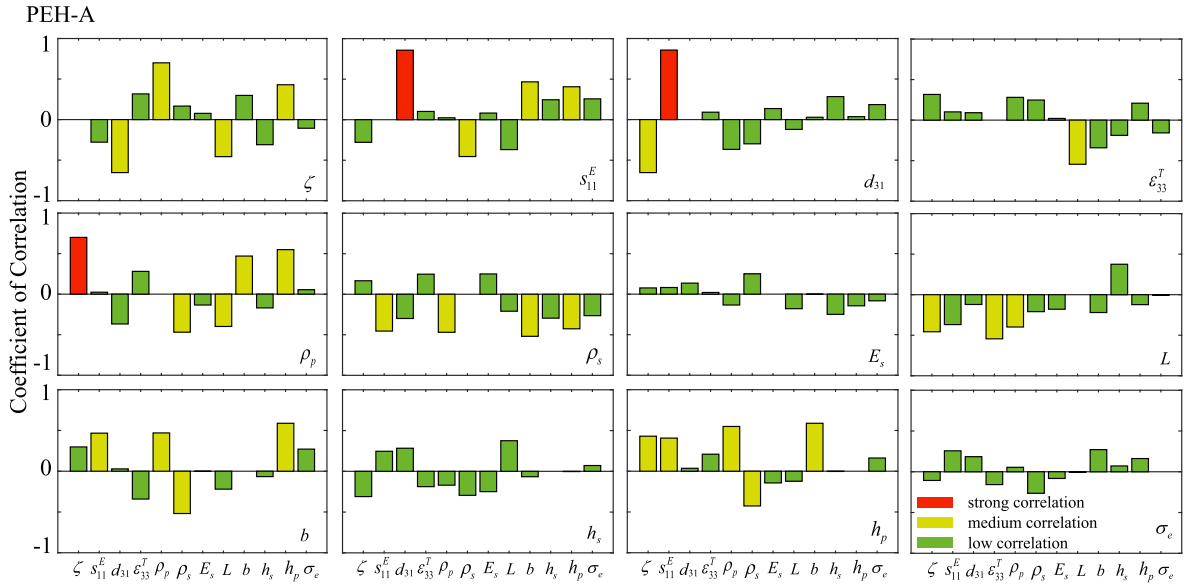 PEH-A
Coefficient of Correlation
1
0
-1
ζ
s₁₁ᴱ
d₃₁
ε₃₃ᵀ
1
0
-1
ρₚ
ρₛ
Eₛ
L
1
0
-1
b
hₛ
hₚ
strong correlation
medium correlation
low correlation
σₑ
ζ s₁₁ᴱ d₃₁ ε₃₃ᵀ ρₚ ρₛ Eₛ L b hₛ hₚ σₑ ζ s₁₁ᴱ d₃₁ ε₃₃ᵀ ρₚ ρₛ Eₛ L b hₛ hₚ σₑ ζ s₁₁ᴱ d₃₁ ε₃₃ᵀ ρₚ ρₛ Eₛ L b hₛ hₚ σₑ ζ s₁₁ᴱ d₃₁ ε₃₃ᵀ ρₚ ρₛ Eₛ L b hₛ hₚ σₑ